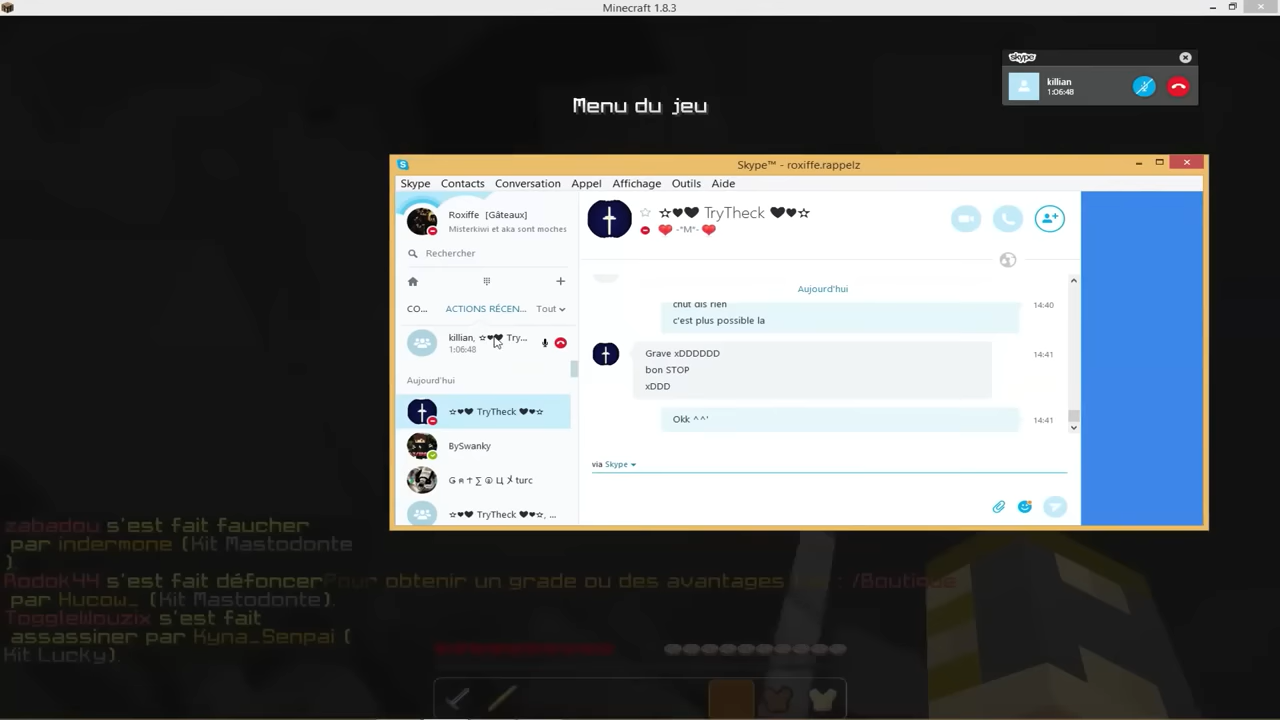 Minecraft 1.8.3
skype
killian
1:06:48
Menu du jeu
Skype™ - roxiffe.rappelz
Skype Contacts Conversation Appel Affichage Outils Aide
Roxiffe [Gâteaux]
Misterkiwi et aka sont moches
Rechercher
CO... ACTIONS RÉCEN... Tout
killian, ☆♥❤ Try...
1:06:48
Aujourd'hui
☆♥❤ TryTheck ❤♥☆
BySwanky
turc
☆♥❤ TryTheck ❤♥☆, ...
☆♥❤ TryTheck ❤♥☆
❤ -*M*- ❤
Aujourd'hui
chut dis rien 14:40
c'est plus possible la
Grave xDDDDDD 14:41
bon STOP
xDDD
Okk ^^' 14:41
via Skype
zabadou s'est fait faucher
par indermone (Kit Mastodonte
).
Rodok44 s'est fait défoncer
par Hucow_ (Kit Mastodonte).
ToggleWouzix s'est fait
assassiner par Kyna_Senpai (
Kit Lucky).
Pour obtenir un grade ou des avantages : /Boutique